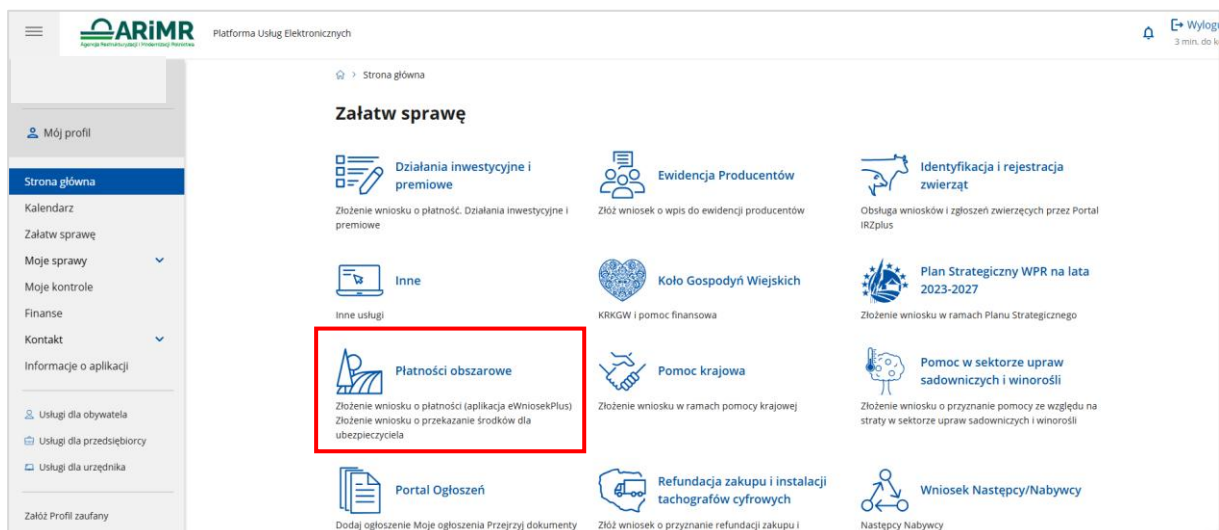 ARiMR
Agencja Restrukturyzacji i Modernizacji Rolnictwa
Platforma Usług Elektronicznych
Wylogu
3 min. do k
Mój profil
Strona główna
Kalendarz
Załatw sprawę
Moje sprawy
Moje kontrole
Finanse
Kontakt
Informacje o aplikacji
Usługi dla obywatela
Usługi dla przedsiębiorcy
Usługi dla urzędnika
Załóż Profil zaufany
Strona główna
Załatw sprawę
Działania inwestycyjne i
premiowe
Złożenie wniosku o płatność. Działania inwestycyjne i
premiowe
Ewidencja Producentów
Złóż wniosek o wpis do ewidencji producentów
Identyfikacja i rejestracja
zwierząt
Obsługa wniosków i zgłoszeń zwierzęcych przez Portal
IRZplus
Inne
Inne usługi
Koło Gospodyń Wiejskich
KRKGW i pomoc finansowa
Plan Strategiczny WPR na lata
2023-2027
Złożenie wniosku w ramach Planu Strategicznego
Płatności obszarowe
Złożenie wniosku o płatności (aplikacja eWniosekPlus)
Złożenie wniosku o przekazanie środków dla
ubezpieczyciela
Pomoc krajowa
Złożenie wniosku w ramach pomocy krajowej
Pomoc w sektorze upraw
sadowniczych i winorośli
Złożenie wniosku o przyznanie pomocy ze względu na
straty w sektorze upraw sadowniczych i winorośli
Portal Ogłoszeń
Dodaj ogłoszenie Moje ogłoszenia Przejrzyj dokumenty
Refundacja zakupu i instalacji
tachografów cyfrowych
Złóż wniosek o przyznanie refundacji zakupu i
Wniosek Następcy/Nabywcy
Następcy Nabywcy